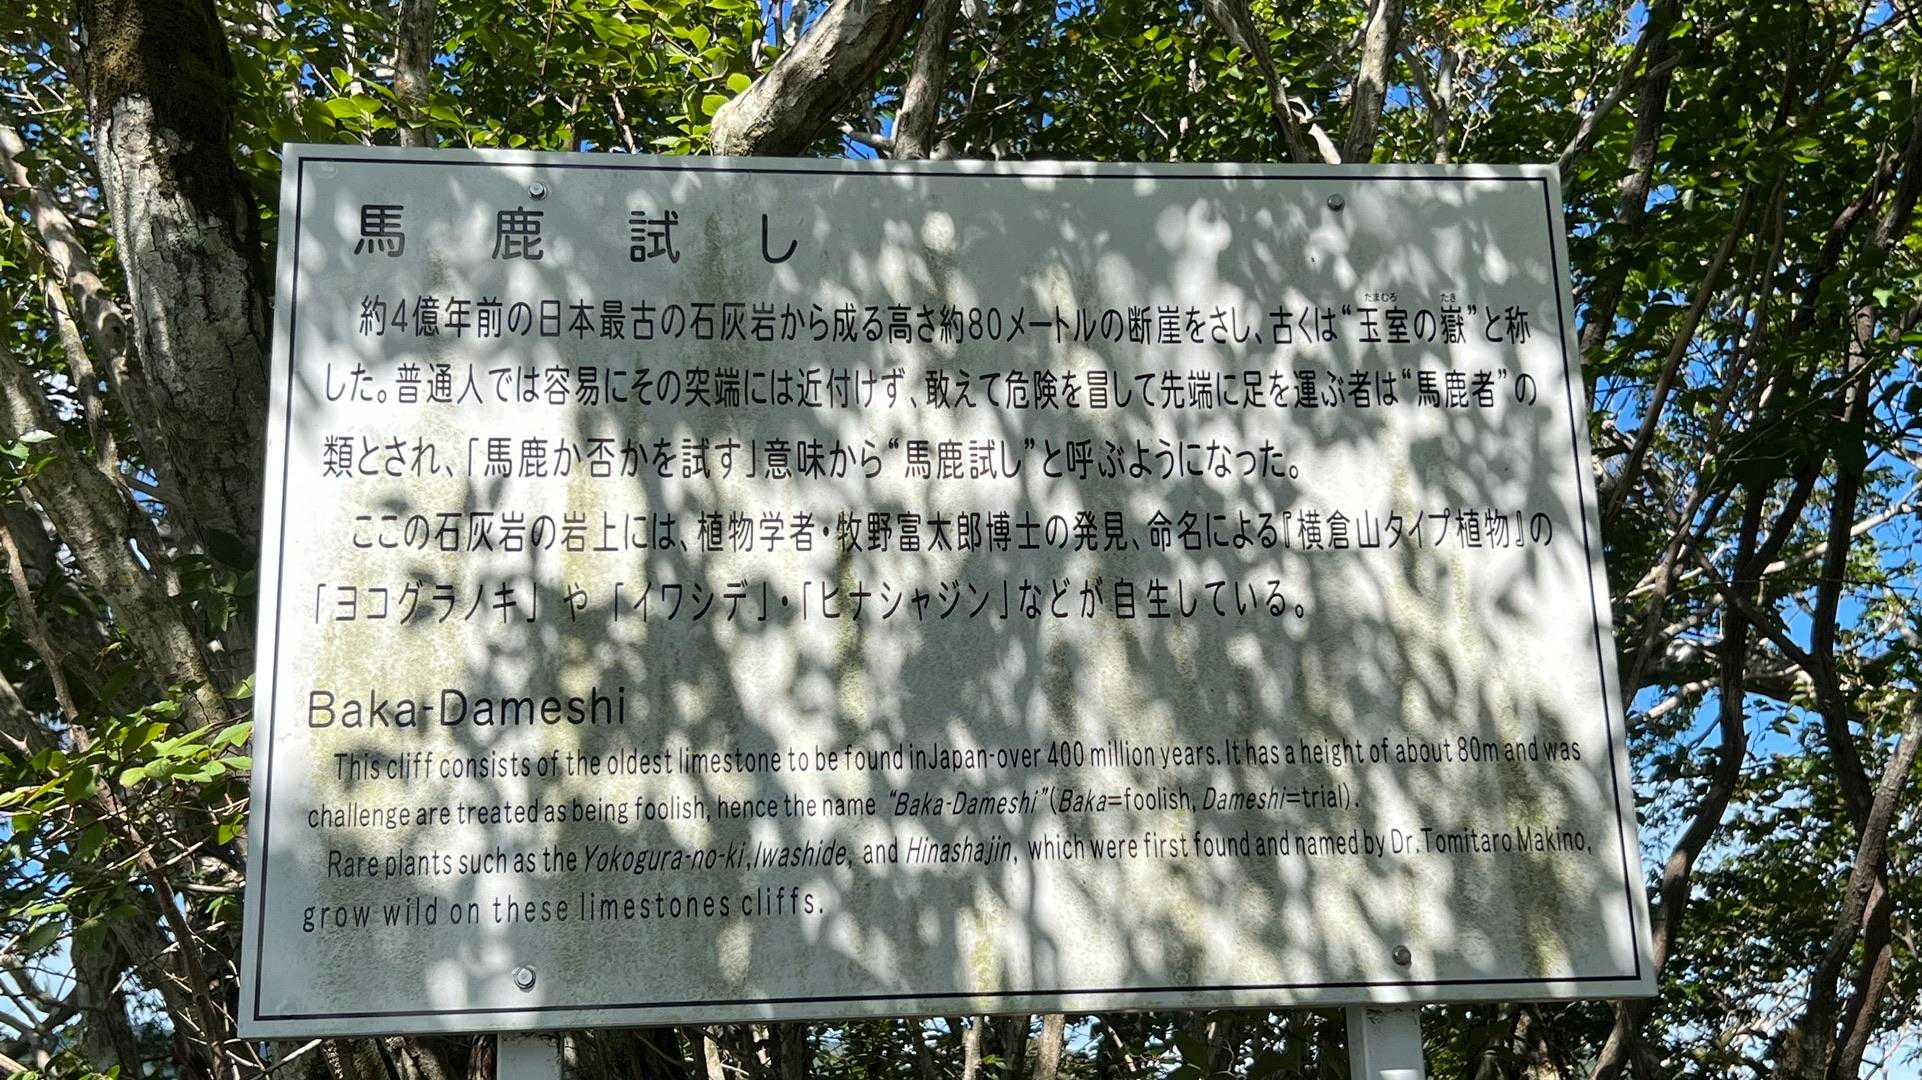 馬鹿試し
約4億年前の日本最古の石灰岩から成る高さ約80メートルの断崖をさし、古くは“玉室の嶽”と称
たまむろ たき
した。普通人では容易にその突端には近付けず、敢えて危険を冒して先端に足を運ぶ者は“馬鹿者”の
類とされ、「馬鹿か否かを試す」意味から“馬鹿試し”と呼ぶようになった。
ここの石灰岩の岩上には、植物学者・牧野富太郎博士の発見、命名による『横倉山タイプ植物』の
「ヨコグラノキ」や「イワシデ」・「ヒナシャジン」などが自生している。
Baka-Dameshi
This cliff consists of the oldest limestone to be found inJapan-over 400 million years. It has a height of about 80m and was
challenge are treated as being foolish, hence the name “Baka-Dameshi”(Baka=foolish, Dameshi=trial).
Rare plants such as the Yokogura-no-ki,Iwashide, and Hinashajin, which were first found and named by Dr.Tomitaro Makino,
grow wild on these limestones cliffs.